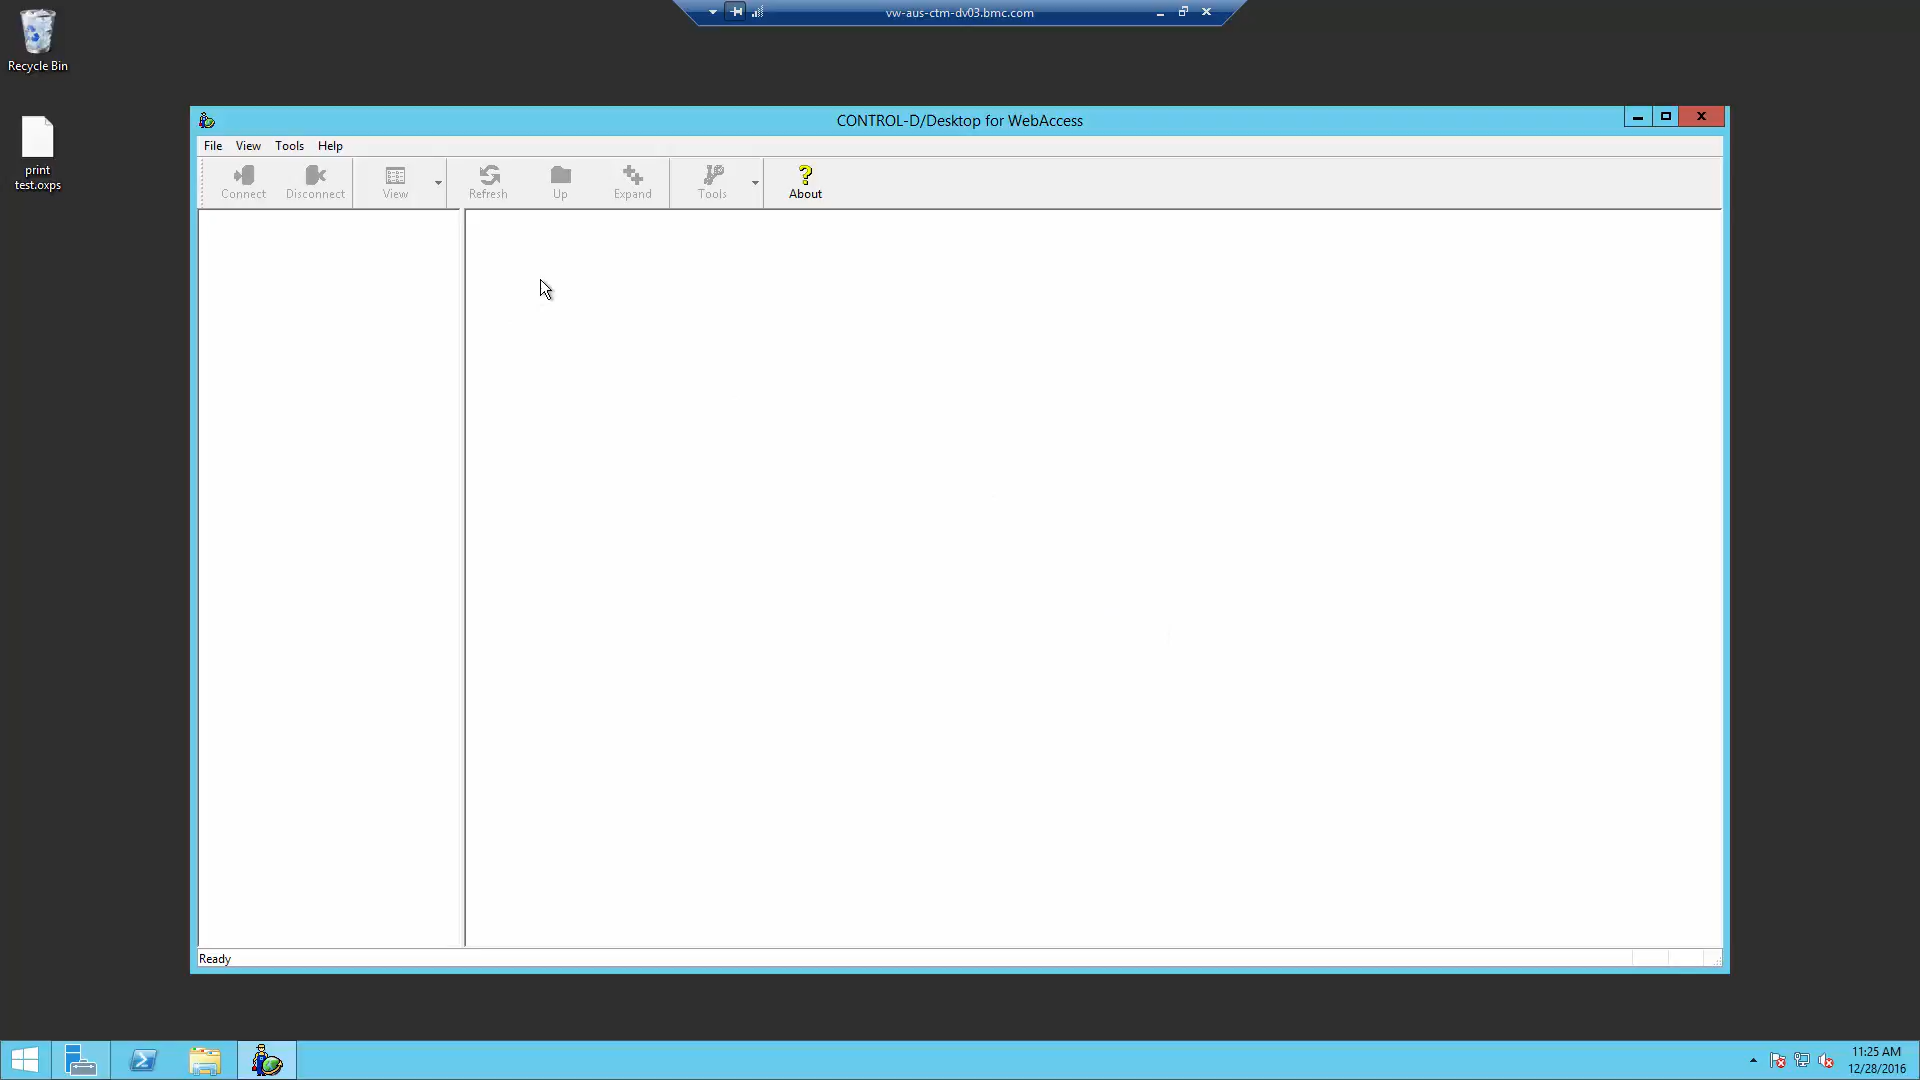 vw-aus-ctm-dv03.bmc.com
Recycle Bin
print
test.oxps
CONTROL-D/Desktop for WebAccess
File View Tools Help
Connect Disconnect View Refresh Up Expand Tools About
Ready
11:25 AM
12/28/2016